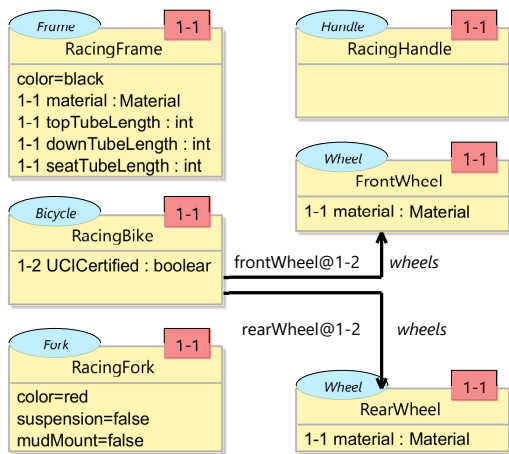 Frame
1-1
RacingFrame
color=black
1-1 material : Material
1-1 topTubeLength : int
1-1 downTubeLength : int
1-1 seatTubeLength : int
Handle
1-1
RacingHandle
Wheel
1-1
FrontWheel
1-1 material : Material
Bicycle
1-1
RacingBike
1-2 UCICertified : boolear
frontWheel@1-2 wheels
rearWheel@1-2 wheels
Fork
1-1
RacingFork
color=red
suspension=false
mudMount=false
Wheel
1-1
RearWheel
1-1 material : Material